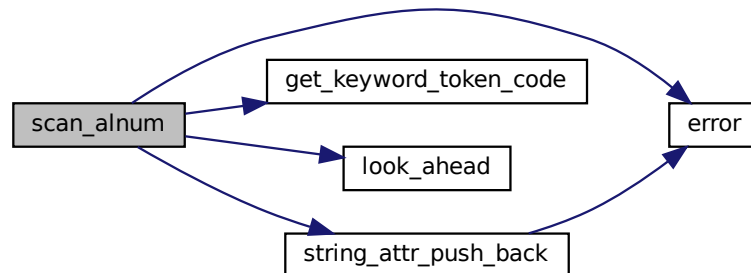 get_keyword_token_code
scan_alnum
error
look_ahead
string_attr_push_back